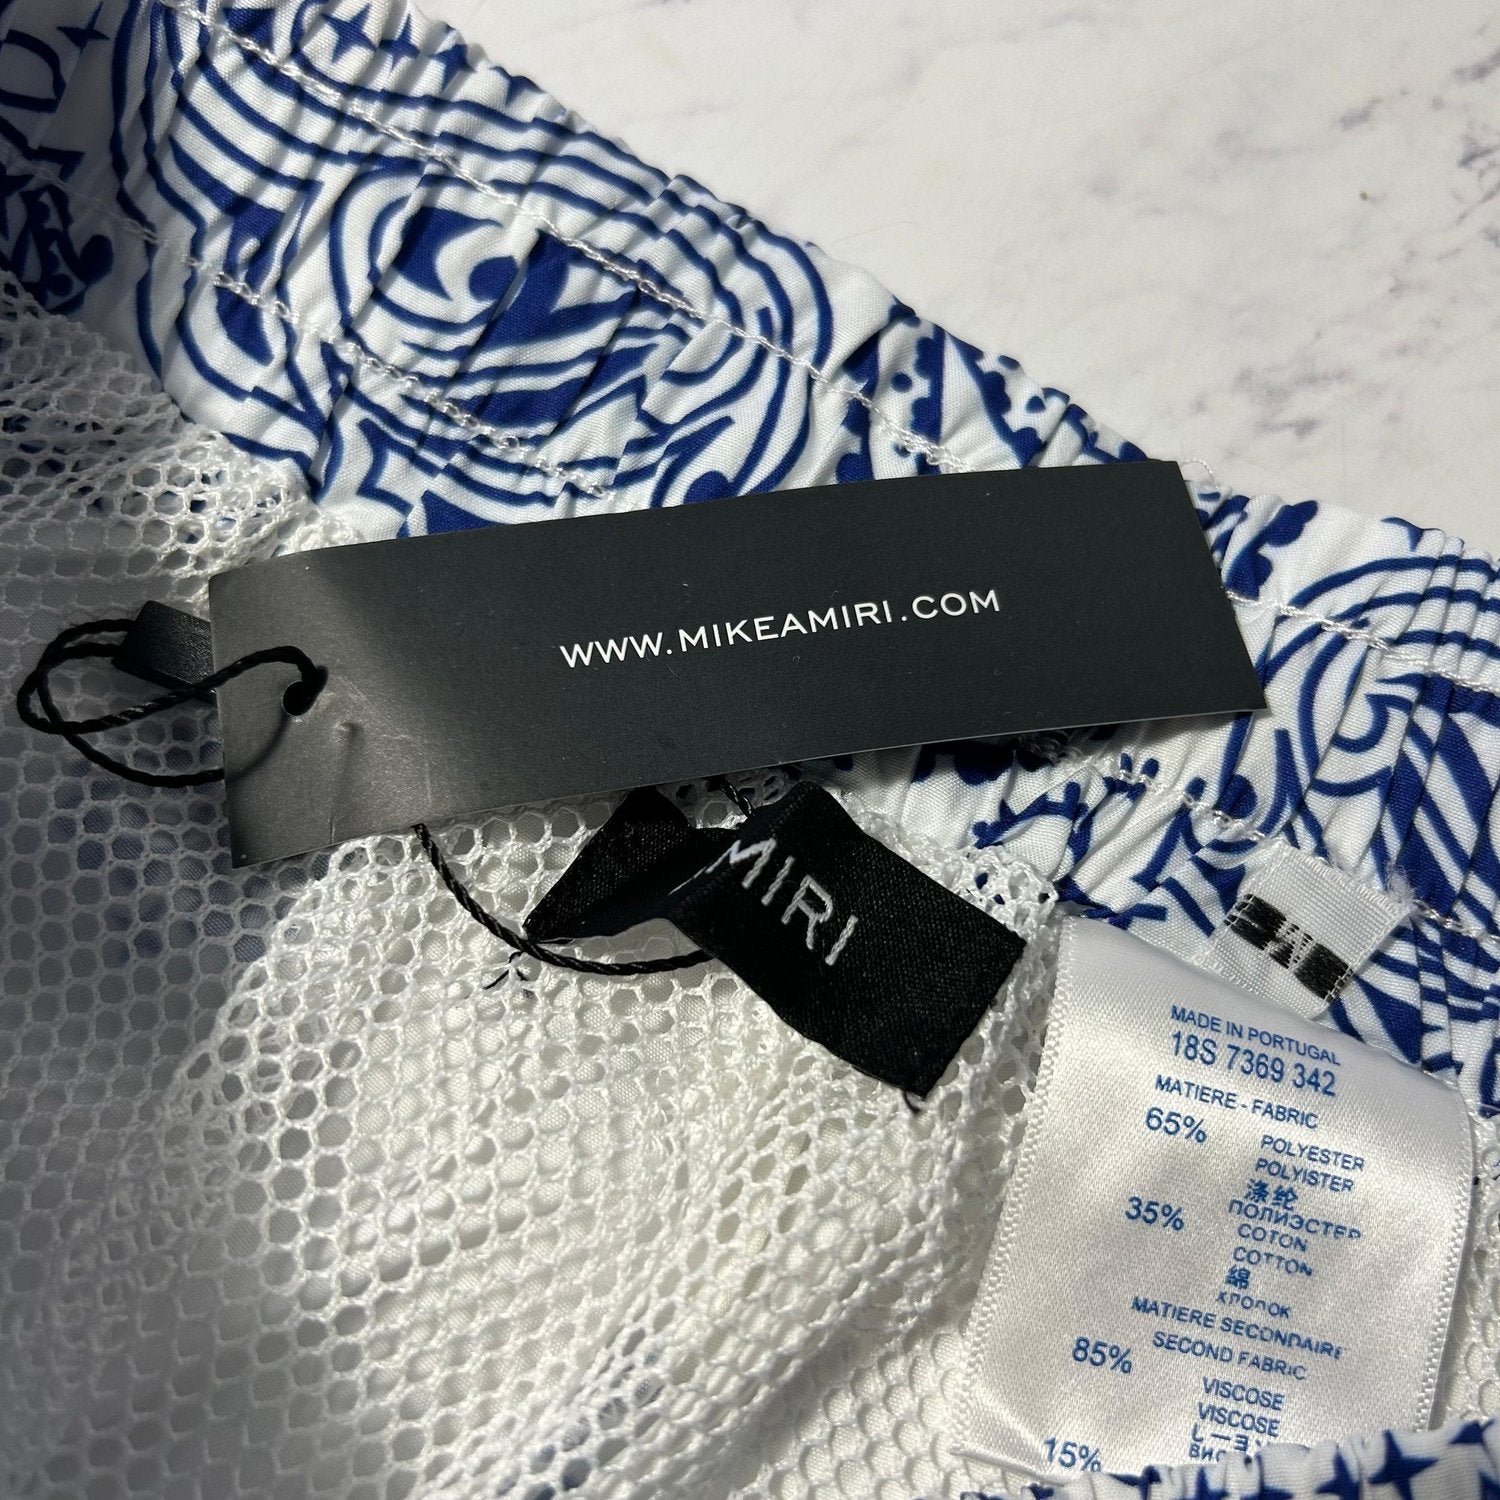 WWW.MIKEAMIRI.COM
MIRI
M
MADE IN PORTUGAL
18S 7369 342
MATIERE - FABRIC
65%
POLYESTER
POLYISTER
涤纶
ПОЛИЭСТЕР
35%
COTON
COTTON
綿
ХЛОПОК
MATIERE SECONDAIRE
SECOND FABRIC
85%
VISCOSE
VISCOSE
15%